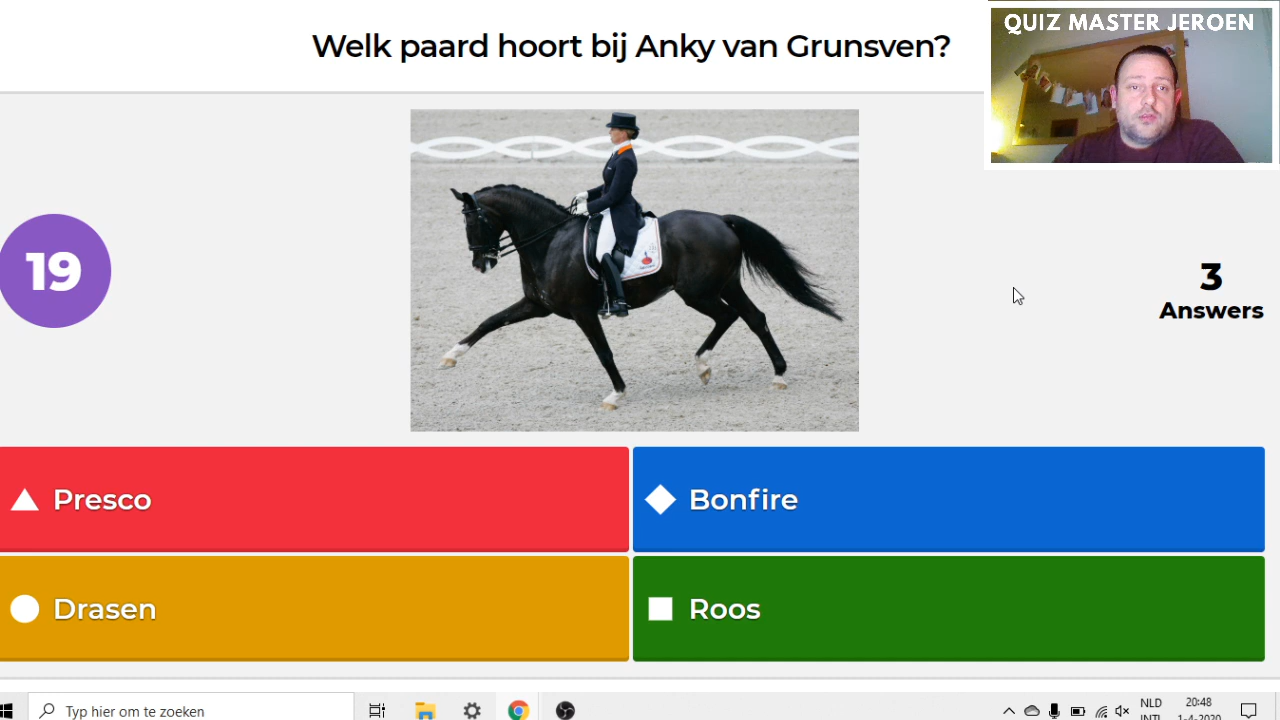 Welk paard hoort bij Anky van Grunsven?
QUIZ MASTER JEROEN
19
3
Answers
Presco
Bonfire
Drasen
Roos
Typ hier om te zoeken
NLD
INTL
20:48
1-4-2020